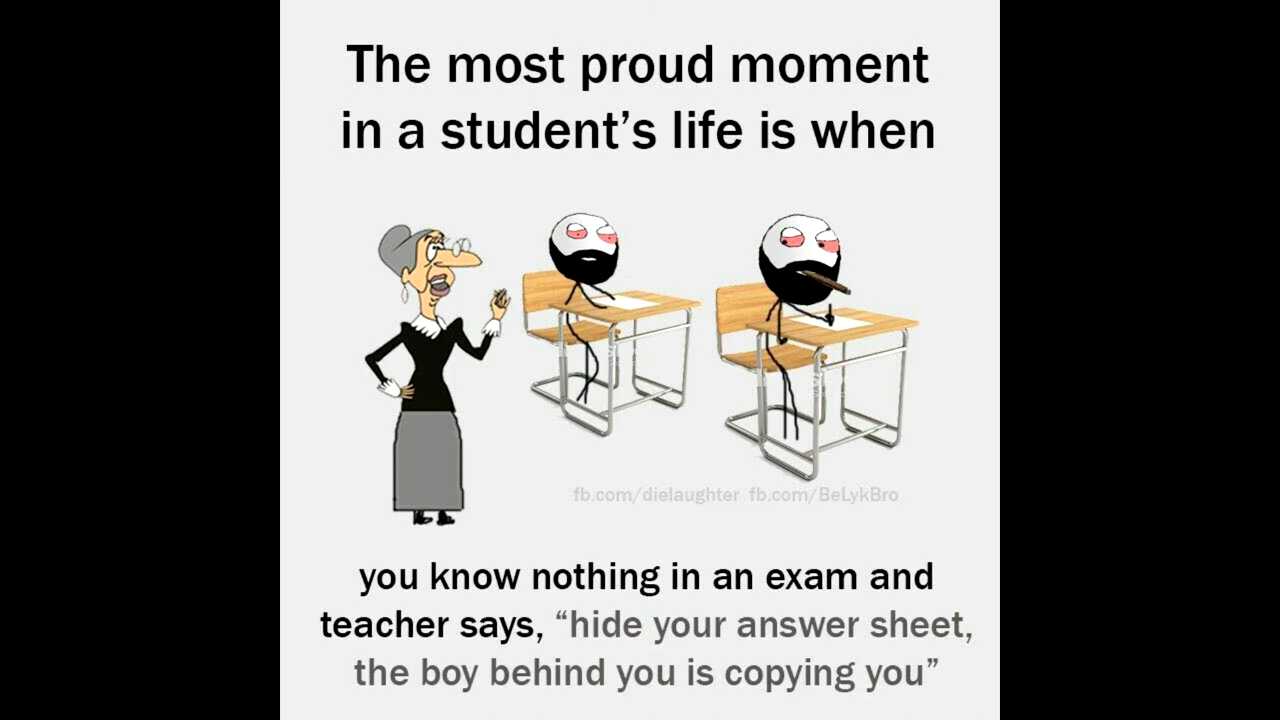 The most proud moment
in a student’s life is when
fb.com/dielaughter fb.com/BeLykBro
you know nothing in an exam and
teacher says, “hide your answer sheet,
the boy behind you is copying you”